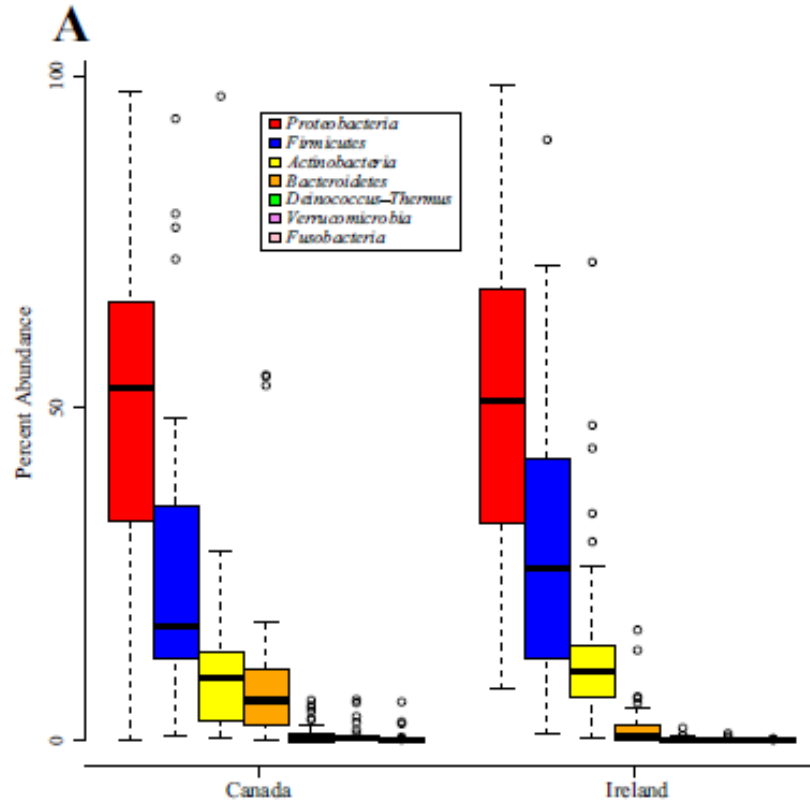 A
100
Proteobacteria
Firmicutes
Actinobacteria
Bacteroidetes
Deinococcus–Thermus
Verrucomicrobia
Fusobacteria
Percent Abundance
50
0
Canada
Ireland